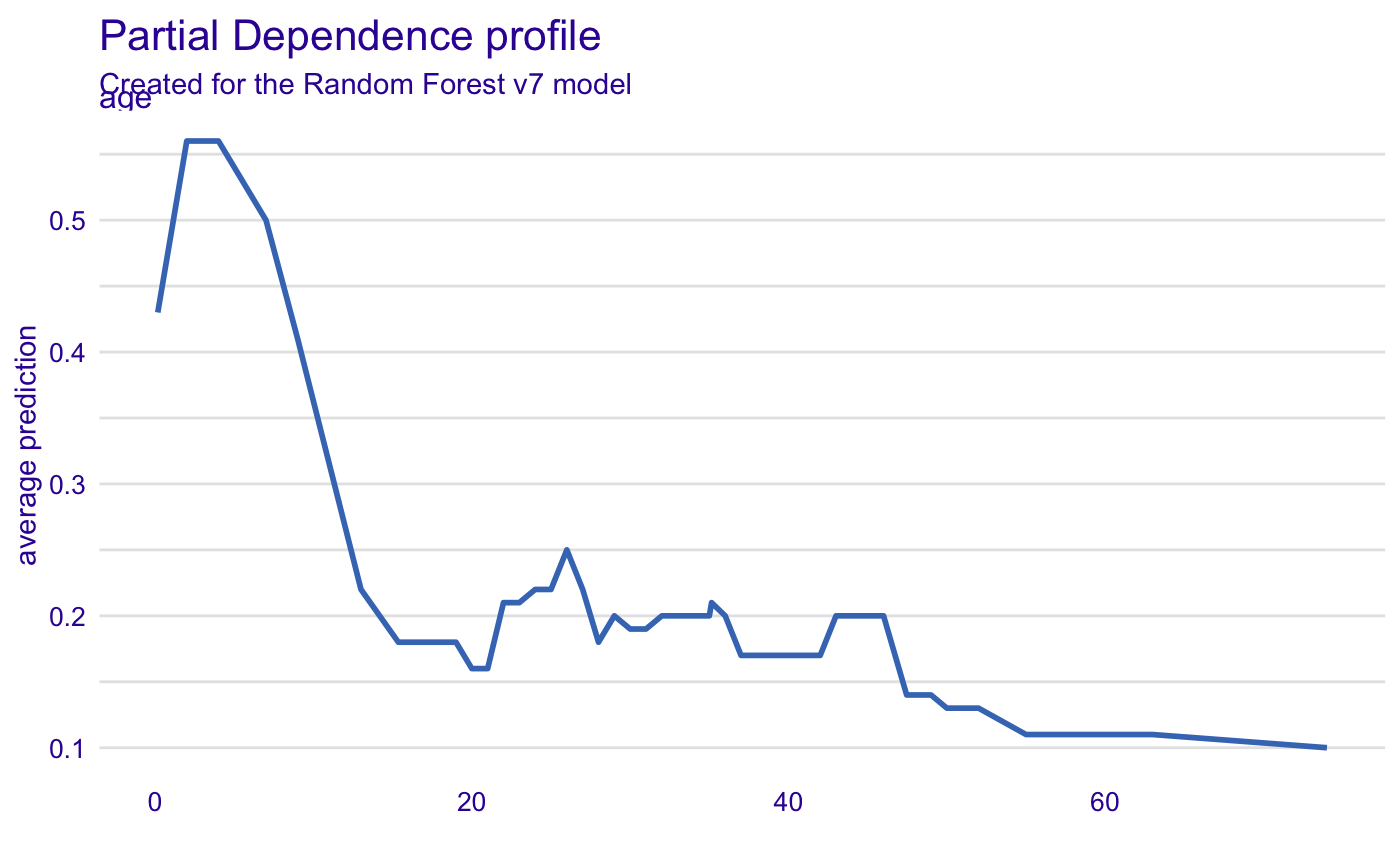 Partial Dependence profile
Created for the Random Forest v7 model
age
average prediction
0.5
0.4
0.3
0.2
0.1
0 20 40 60